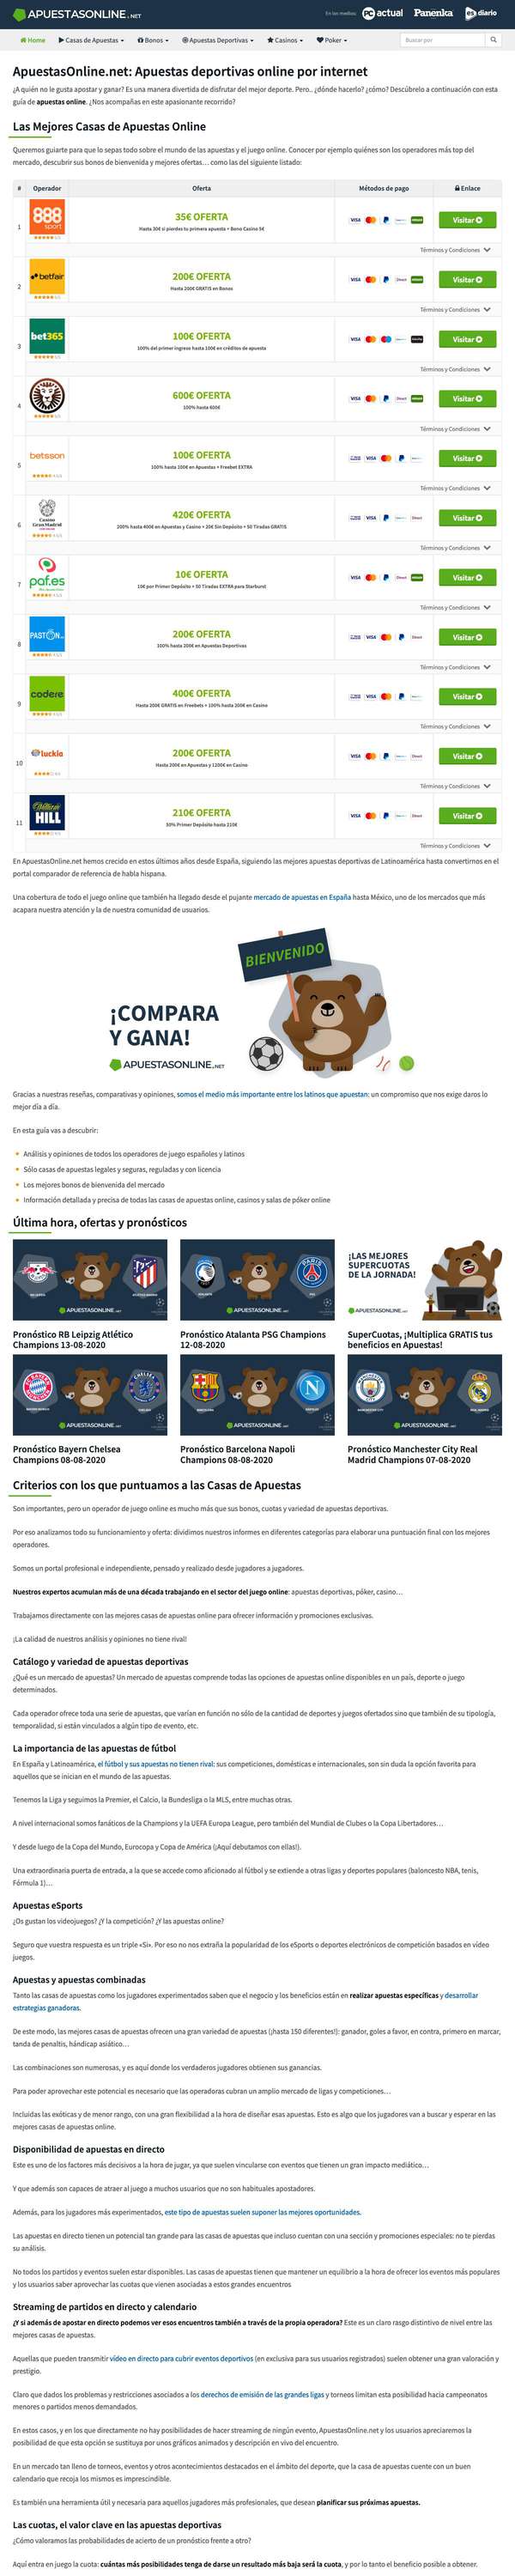 APUESTASONLINE.NET
En los medios:
PC actual
Panenka
es diario
Home
Casas de Apuestas
Bonos
Apuestas Deportivas
Casinos
Poker
Buscar por
ApuestasOnline.net: Apuestas deportivas online por internet
¿A quién no le gusta apostar y ganar? Es una manera divertida de disfrutar del mejor deporte. Pero.. ¿dónde hacerlo? ¿cómo? Descúbrelo a continuación con esta
guía de apuestas online. ¿Nos acompañas en este apasionante recorrido?
Las Mejores Casas de Apuestas Online
Queremos guiarte para que lo sepas todo sobre el mundo de las apuestas y el juego online. Conocer por ejemplo quiénes son los operadores más top del
mercado, descubrir sus bonos de bienvenida y mejores ofertas… como las del siguiente listado:
# Operador Oferta Métodos de pago Enlace
1 888 sport
35€ OFERTA
Hasta 30€ si pierdes tu primera apuesta + Bono Casino 5€
VISA
Visitar
Términos y Condiciones
2 betfair
200€ OFERTA
Hasta 200€ GRATIS en Bonos
VISA
Visitar
Términos y Condiciones
3 bet365
100€ OFERTA
100% del primer ingreso hasta 100€ en créditos de apuesta
VISA
Visitar
Términos y Condiciones
4
600€ OFERTA
100% hasta 600€
VISA
Visitar
Términos y Condiciones
5 betsson
100€ OFERTA
100% hasta 100€ en Apuestas + Freebet EXTRA
VISA
Visitar
Términos y Condiciones
6 Casino Gran Madrid
420€ OFERTA
200% hasta 400€ en Apuestas y Casino + 20€ Sin Depósito + 50 Tiradas GRATIS
VISA
Visitar
Términos y Condiciones
7 paf.es
10€ OFERTA
10€ por Primer Depósito + 50 Tiradas EXTRA para Starburst
VISA
Visitar
Términos y Condiciones
8 PASTÓN
200€ OFERTA
100% hasta 200€ en Apuestas Deportivas
VISA
Visitar
Términos y Condiciones
9 codere
400€ OFERTA
Hasta 200€ GRATIS en Freebets + 100% hasta 200€ en Casino
VISA
Visitar
Términos y Condiciones
10 luckia
200€ OFERTA
Hasta 200€ en Apuestas y 1200€ en Casino
VISA
Visitar
Términos y Condiciones
11 William HILL
210€ OFERTA
50% Primer Depósito hasta 210€
VISA
Visitar
Términos y Condiciones
En ApuestasOnline.net hemos crecido en estos últimos años desde España, siguiendo las mejores apuestas deportivas de Latinoamérica hasta convertirnos en el
portal comparador de referencia de habla hispana.
Una cobertura de todo el juego online que también ha llegado desde el pujante mercado de apuestas en España hasta México, uno de los mercados que más
acapara nuestra atención y la de nuestra comunidad de usuarios.
BIENVENIDO
¡COMPARA
Y GANA!
APUESTASONLINE.NET
Gracias a nuestras reseñas, comparativas y opiniones, somos el medio más importante entre los latinos que apuestan: un compromiso que nos exige daros lo
mejor día a día.
En esta guía vas a descubrir:
Análisis y opiniones de todos los operadores de juego españoles y latinos
Sólo casas de apuestas legales y seguras, reguladas y con licencia
Los mejores bonos de bienvenida del mercado
Información detallada y precisa de todas las casas de apuestas online, casinos y salas de póker online
Última hora, ofertas y pronósticos
¡LAS MEJORES
SUPERCUOTAS
DE LA JORNADA!
APUESTASONLINE.NET
APUESTASONLINE.NET
APUESTASONLINE.NET
Pronóstico RB Leipzig Atlético
Champions 13-08-2020
Pronóstico Atalanta PSG Champions
12-08-2020
SuperCuotas, ¡Multiplica GRATIS tus
beneficios en Apuestas!
APUESTASONLINE.NET
APUESTASONLINE.NET
APUESTASONLINE.NET
Pronóstico Bayern Chelsea
Champions 08-08-2020
Pronóstico Barcelona Napoli
Champions 08-08-2020
Pronóstico Manchester City Real
Madrid Champions 07-08-2020
Criterios con los que puntuamos a las Casas de Apuestas
Son importantes, pero un operador de juego online es mucho más que sus bonos, cuotas y variedad de apuestas deportivas.
Por eso analizamos todo su funcionamiento y oferta: dividimos nuestros informes en diferentes categorías para elaborar una puntuación final con los mejores
operadores.
Somos un portal profesional e independiente, pensado y realizado desde jugadores a jugadores.
Nuestros expertos acumulan más de una década trabajando en el sector del juego online: apuestas deportivas, póker, casino…
Trabajamos directamente con las mejores casas de apuestas online para ofrecer información y promociones exclusivas.
¡La calidad de nuestros análisis y opiniones no tiene rival!
Catálogo y variedad de apuestas deportivas
¿Qué es un mercado de apuestas? Un mercado de apuestas comprende todas las opciones de apuestas online disponibles en un país, deporte o juego
determinados.
Cada operador ofrece toda una serie de apuestas, que varían en función no sólo de la cantidad de deportes y juegos ofertados sino que también de su tipología,
temporalidad, si están vinculados a algún tipo de evento, etc.
La importancia de las apuestas de fútbol
En España y Latinoamérica, el fútbol y sus apuestas no tienen rival: sus competiciones, domésticas e internacionales, son sin duda la opción favorita para
aquellos que se inician en el mundo de las apuestas.
Tenemos la Liga y seguimos la Premier, el Calcio, la Bundesliga o la MLS, entre muchas otras.
A nivel internacional somos fanáticos de la Champions y la UEFA Europa League, pero también del Mundial de Clubes o la Copa Libertadores…
Y desde luego de la Copa del Mundo, Eurocopa y Copa de América (¡Aquí debutamos con ellas!).
Una extraordinaria puerta de entrada, a la que se accede como aficionado al fútbol y se extiende a otras ligas y deportes populares (baloncesto NBA, tenis,
Fórmula 1)…
Apuestas eSports
¿Os gustan los videojuegos? ¿Y la competición? ¿Y las apuestas online?
Seguro que vuestra respuesta es un triple «Sí». Por eso no nos extraña la popularidad de los eSports o deportes electrónicos de competición basados en vídeo
juegos.
Apuestas y apuestas combinadas
Tanto las casas de apuestas como los jugadores experimentados saben que el negocio y los beneficios están en realizar apuestas específicas y desarrollar
estrategias ganadoras.
De este modo, las mejores casas de apuestas ofrecen una gran variedad de apuestas (¡hasta 150 diferentes!): ganador, goles a favor, en contra, primero en marcar,
tanda de penaltis, hándicap asiático…
Las combinaciones son numerosas, y es aquí donde los verdaderos jugadores obtienen sus ganancias.
Para poder aprovechar este potencial es necesario que las operadoras cubran un amplio mercado de ligas y competiciones…
Incluidas las exóticas y de menor rango, con una gran flexibilidad a la hora de diseñar esas apuestas. Esto es algo que los jugadores van a buscar y esperar en las
mejores casas de apuestas online.
Disponibilidad de apuestas en directo
Este es uno de los factores más decisivos a la hora de jugar, ya que suelen vincularse con eventos que tienen un gran impacto mediático…
Y que además son capaces de atraer al juego a muchos usuarios que no son habituales apostadores.
Además, para los jugadores más experimentados, este tipo de apuestas suelen suponer las mejores oportunidades.
Las apuestas en directo tienen un potencial tan grande para las casas de apuestas que incluso cuentan con una sección y promociones especiales: no te pierdas
su análisis.
No todos los partidos y eventos suelen estar disponibles. Las casas de apuestas tienen que mantener un equilibrio a la hora de ofrecer los eventos más populares
y los usuarios saber aprovechar las cuotas que vienen asociadas a estos grandes encuentros
Streaming de partidos en directo y calendario
¿Y si además de apostar en directo podemos ver esos encuentros también a través de la propia operadora? Este es un claro rasgo distintivo de nivel entre las
mejores casas de apuestas.
Aquellas que pueden transmitir vídeo en directo para cubrir eventos deportivos (en exclusiva para sus usuarios registrados) suelen obtener una gran valoración y
prestigio.
Claro que dados los problemas y restricciones asociados a los derechos de emisión de las grandes ligas y torneos limitan esta posibilidad hacia campeonatos
menores o partidos menos demandados.
En estos casos, y en los que directamente no hay posibilidades de hacer streaming de ningún evento, ApuestasOnline.net y los usuarios apreciaremos la
posibilidad de que esta opción se sustituya por unos gráficos animados y descripción en vivo del encuentro.
En un mercado tan lleno de torneos, eventos y otros acontecimientos destacados en el ámbito del deporte, que la casa de apuestas cuente con un buen
calendario que recoja los mismos es imprescindible.
Es también una herramienta útil y necesaria para aquellos jugadores más profesionales, que desean planificar sus próximas apuestas.
Las cuotas, el valor clave en las apuestas deportivas
¿Cómo valoramos las probabilidades de acierto de un pronóstico frente a otro?
Aquí entra en juego la cuota: cuántas más posibilidades tenga de darse un resultado más baja será la cuota, y por lo tanto el beneficio posible a obtener.